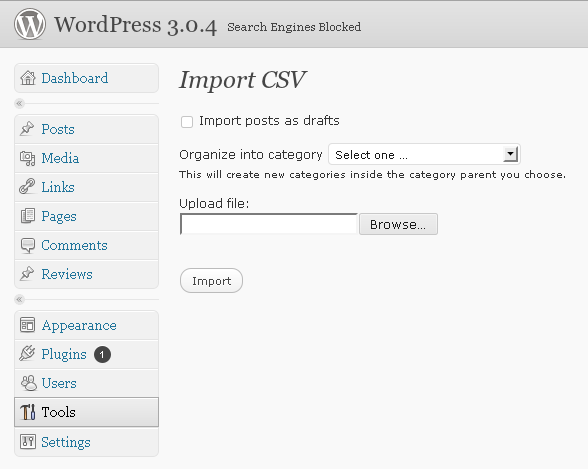 WordPress 3.0.4 Search Engines Blocked
Dashboard
Posts
Media
Links
Pages
Comments
Reviews
Appearance
Plugins 1
Users
Tools
Settings
Import CSV
Import posts as drafts
Organize into category Select one ...
This will create new categories inside the category parent you choose.
Upload file:
Browse...
Import